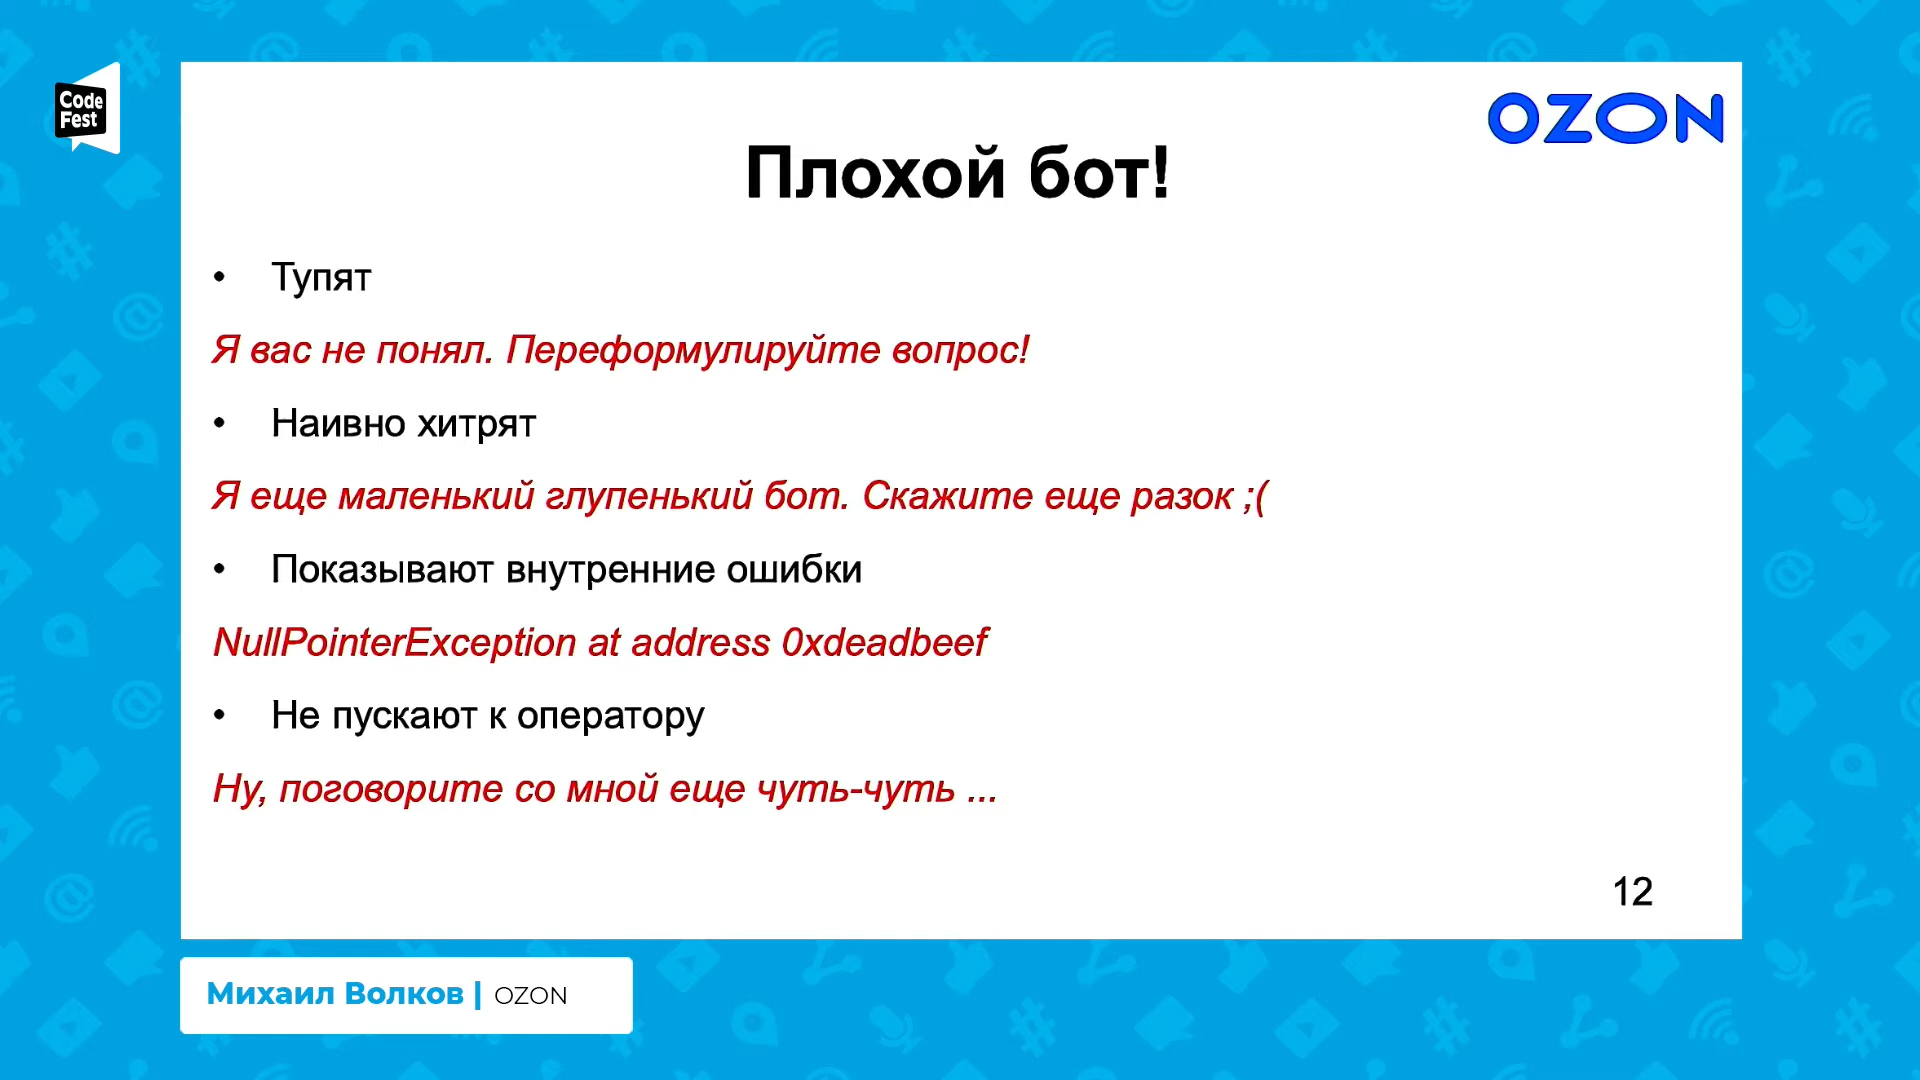 Code
Fest
OZON
Плохой бот!
• Тупят
Я вас не понял. Переформулируйте вопрос!
• Наивно хитрят
Я еще маленький глупенький бот. Скажите еще разок ;(
• Показывают внутренние ошибки
NullPointerException at address 0xdeadbeef
• Не пускают к оператору
Ну, поговорите со мной еще чуть-чуть ...
12
Михаил Волков | OZON